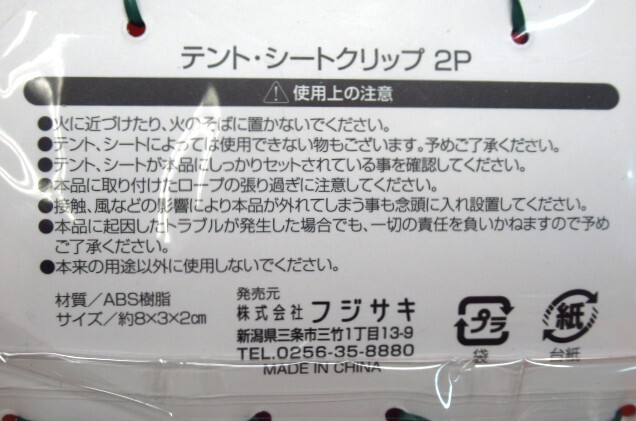 テント・シートクリップ 2P
使用上の注意
●火に近づけたり、火のそばに置かないでください。
●テント、シートによっては使用できない物もございます。予めご了承ください。
●テント、シートが本品にしっかりセットされている事を確認してください。
●本品に取り付けたロープの張り過ぎに注意してください。
●接触、風などの影響により本品が外れてしまう事も念頭に入れ設置してください。
●本品に起因したトラブルが発生した場合でも、一切の責任を負いかねますので予め
ご了承ください。
●本来の用途以外に使用しないでください。
材質／ABS樹脂
サイズ／約8×3×2㎝
発売元
株式会社 フジサキ
新潟県三条市三竹1丁目13-9
TEL.0256-35-8880
MADE IN CHINA
プラ
袋
紙
台紙